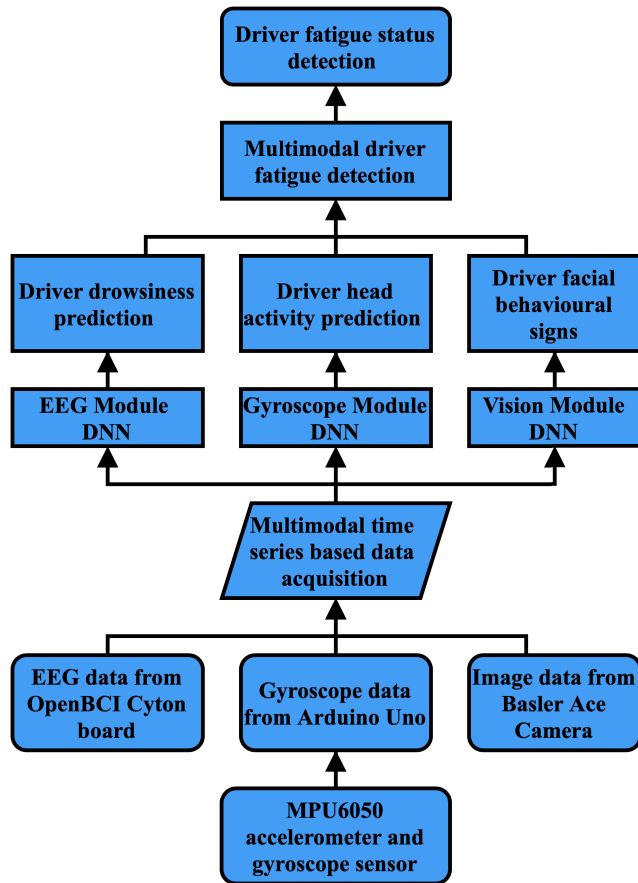 Driver fatigue status
detection
Multimodal driver
fatigue detection
Driver drowsiness
prediction
Driver head
activity prediction
Driver facial
behavioural
signs
EEG Module
DNN
Gyroscope Module
DNN
Vision Module
DNN
Multimodal time
series based data
acquisition
EEG data from
OpenBCI Cyton
board
Gyroscope data
from Arduino Uno
Image data from
Basler Ace
Camera
MPU6050
accelerometer and
gyroscope sensor